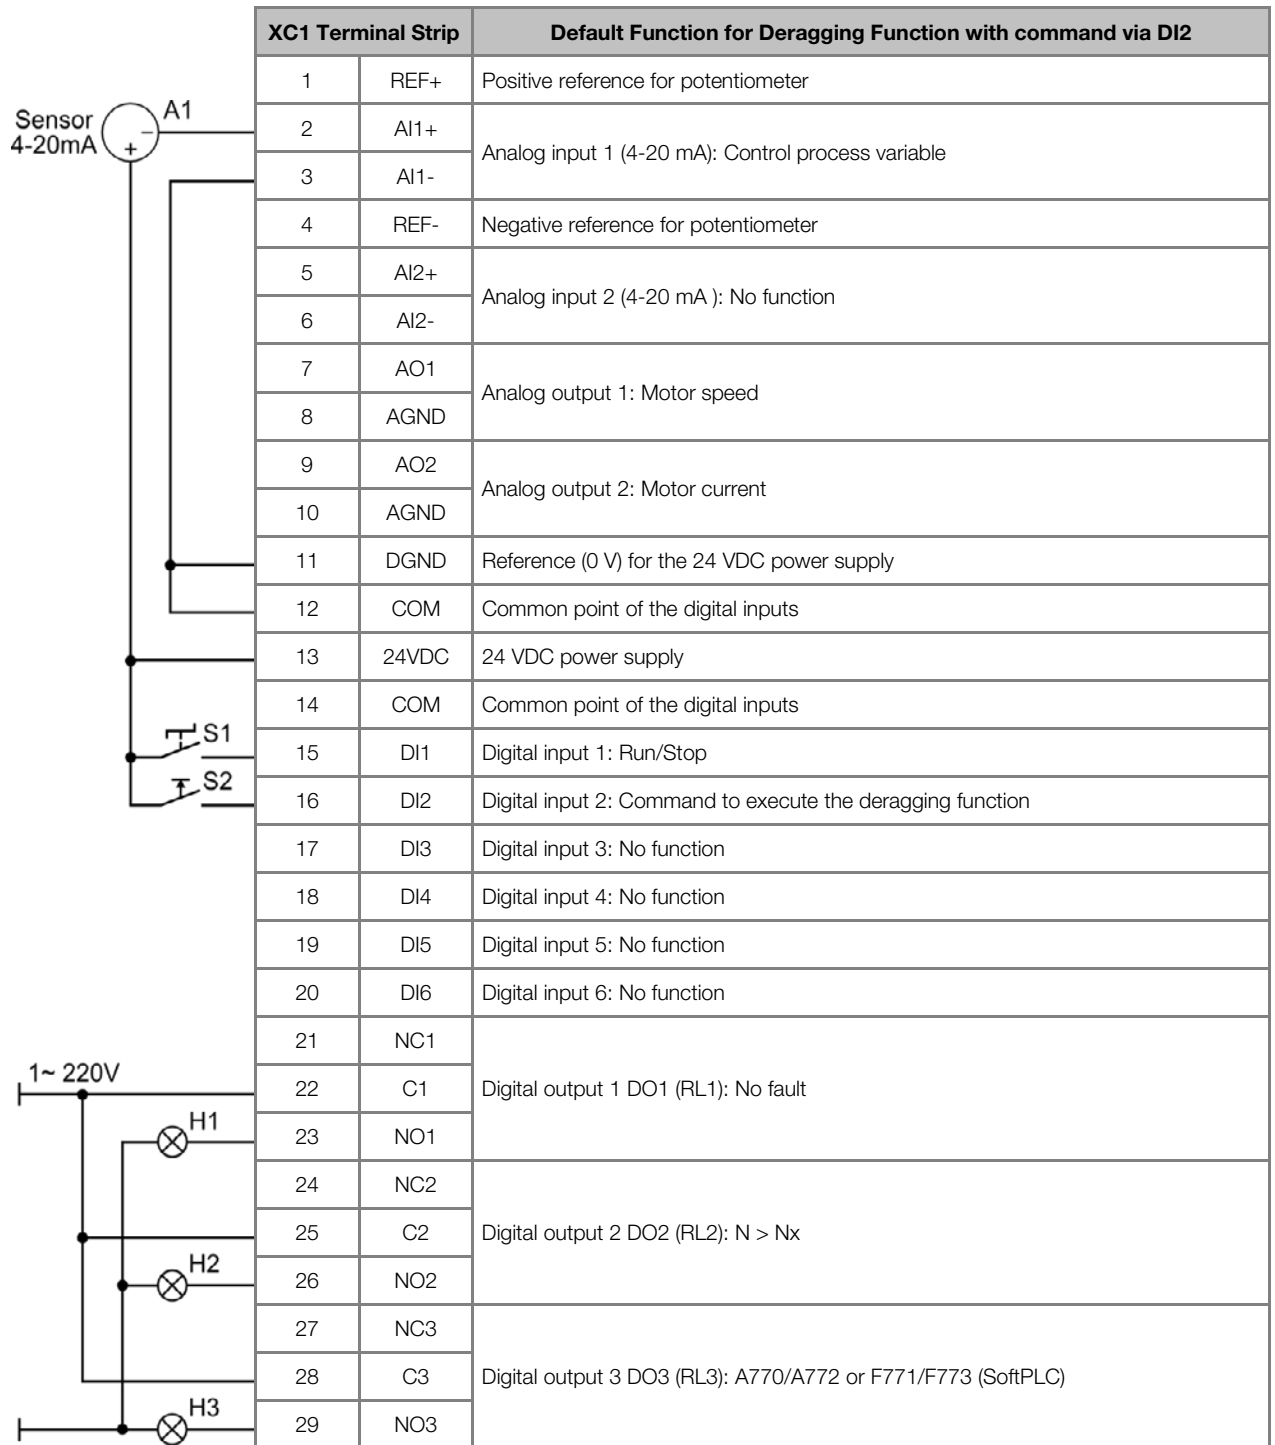 XC1 Terminal Strip Default Function for Deragging Function with command via DI2
1 REF+ Positive reference for potentiometer
Sensor
4-20mA
A1
+
−
2 AI1+
Analog input 1 (4-20 mA): Control process variable
3 AI1-
4 REF- Negative reference for potentiometer
5 AI2+
Analog input 2 (4-20 mA ): No function
6 AI2-
7 AO1
Analog output 1: Motor speed
8 AGND
9 AO2
Analog output 2: Motor current
10 AGND
11 DGND Reference (0 V) for the 24 VDC power supply
12 COM Common point of the digital inputs
13 24VDC 24 VDC power supply
14 COM Common point of the digital inputs
S1
15 DI1 Digital input 1: Run/Stop
S2
16 DI2 Digital input 2: Command to execute the deragging function
17 DI3 Digital input 3: No function
18 DI4 Digital input 4: No function
19 DI5 Digital input 5: No function
20 DI6 Digital input 6: No function
21 NC1
1~ 220V
22 C1 Digital output 1 DO1 (RL1): No fault
H1
23 NO1
24 NC2
25 C2 Digital output 2 DO2 (RL2): N > Nx
H2
26 NO2
27 NC3
28 C3 Digital output 3 DO3 (RL3): A770/A772 or F771/F773 (SoftPLC)
H3
29 NO3